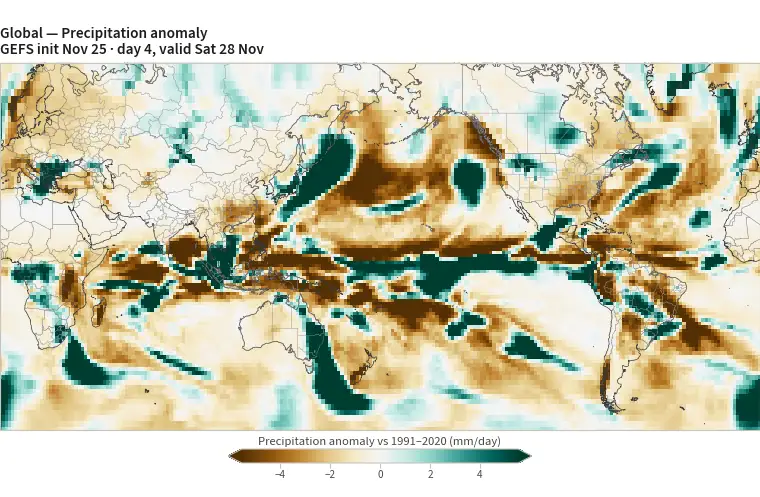 Global — Precipitation anomaly
GEFS init Nov 25 · day 4, valid Sat 28 Nov
Precipitation anomaly vs 1991–2020 (mm/day)
−4 −2 0 2 4